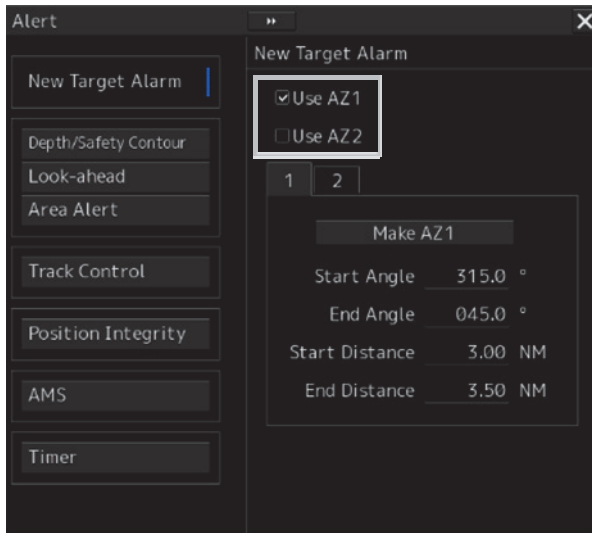 Alert
New Target Alarm
Depth/Safety Contour
Look-ahead
Area Alert
Track Control
Position Integrity
AMS
Timer
New Target Alarm
Use AZ1
Use AZ2
1 2
Make AZ1
Start Angle 315.0 °
End Angle 045.0 °
Start Distance 3.00 NM
End Distance 3.50 NM